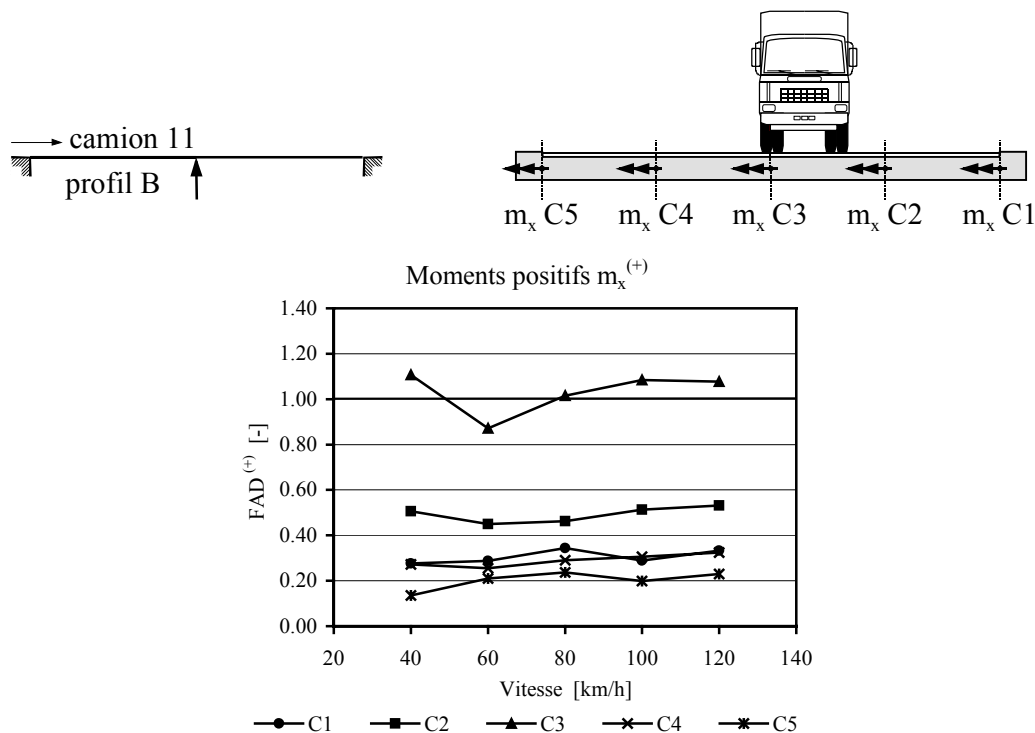 camion 11
profil B
m_x C5 m_x C4 m_x C3 m_x C2 m_x C1
Moments positifs m_x^(+)
FAD^(+) [-]
1.40
1.20
1.00
0.80
0.60
0.40
0.20
0.00
20 40 60 80 100 120 140
Vitesse [km/h]
C1 C2 C3 C4 C5